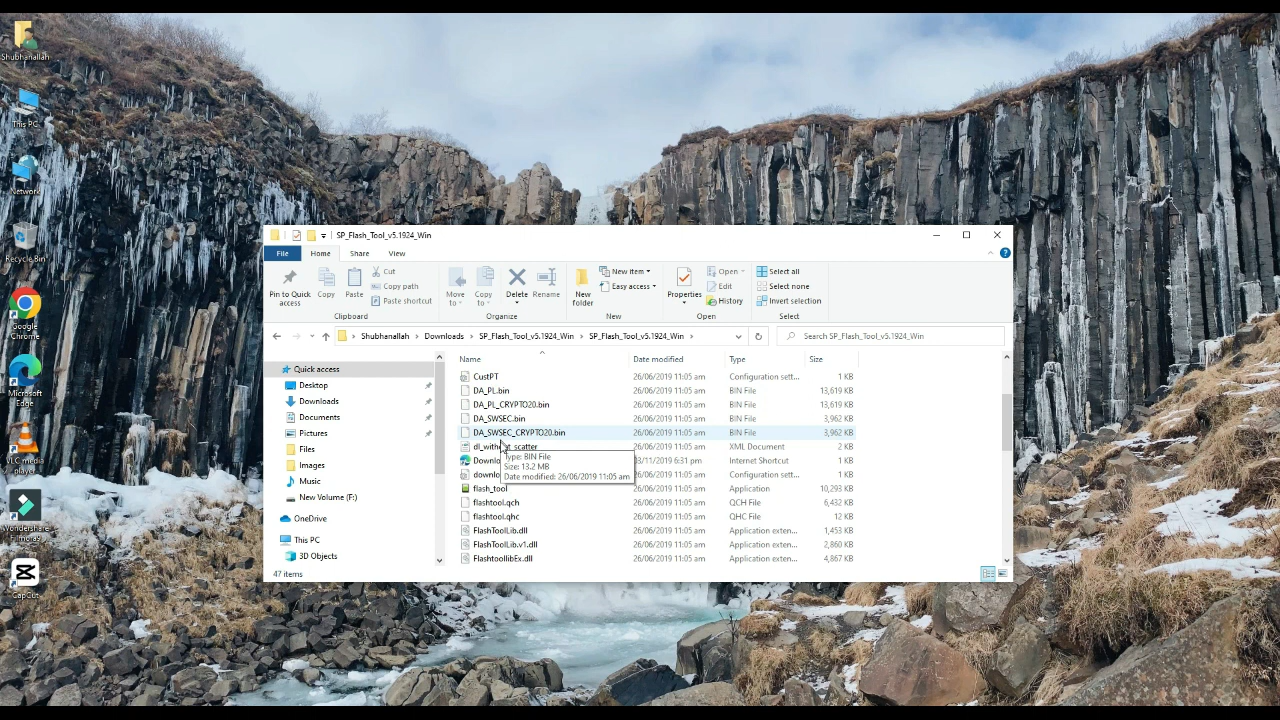 Shubhanallah
This PC
Network
Recycle Bin
Google
Chrome
Microsoft
Edge
VLC media
player
Wondershare
CapCut
SP_Flash_Tool_v5.1924_Win
File
Home
Share
View
Pin to Quick
access
Copy
Paste
Cut
Copy path
Paste shortcut
Clipboard
Move
to
Copy
to
Delete
Rename
Organize
New
folder
New item
Easy access
New
Properties
Open
Edit
History
Open
Select all
Select none
Invert selection
Select
Shubhanallah > Downloads > SP_Flash_Tool_v5.1924_Win > SP_Flash_Tool_v5.1924_Win >
Search SP_Flash_Tool_v5.1924_Win
Quick access
Desktop
Downloads
Documents
Pictures
Files
Images
Music
New Volume (F:)
OneDrive
This PC
3D Objects
Name Date modified Type Size
CustPT 26/06/2019 11:05 am Configuration sett... 1 KB
DA_PL.bin 26/06/2019 11:05 am BIN File 13,619 KB
DA_PL_CRYPTO20.bin 26/06/2019 11:05 am BIN File 13,619 KB
DA_SWSEC.bin 26/06/2019 11:05 am BIN File 3,962 KB
DA_SWSEC_CRYPTO20.bin 26/06/2019 11:05 am BIN File 3,962 KB
26/06/2019 11:05 am XML Document 2 KB
03/11/2019 6:31 pm Internet Shortcut 1 KB
26/06/2019 11:05 am Configuration sett... 1 KB
flash_tool 26/06/2019 11:05 am Application 10,293 KB
flashtool.qch 26/06/2019 11:05 am QCH File 6,432 KB
flashtool.qhc 26/06/2019 11:05 am QHC File 12 KB
FlashToolLib.dll 26/06/2019 11:05 am Application exten... 1,453 KB
FlashToolLib.v1.dll 26/06/2019 11:05 am Application exten... 2,860 KB
FlashtoollibEx.dll 26/06/2019 11:05 am Application exten... 4,867 KB
Type: BIN File
Size: 13.2 MB
Date modified: 26/06/2019 11:05 am
47 items